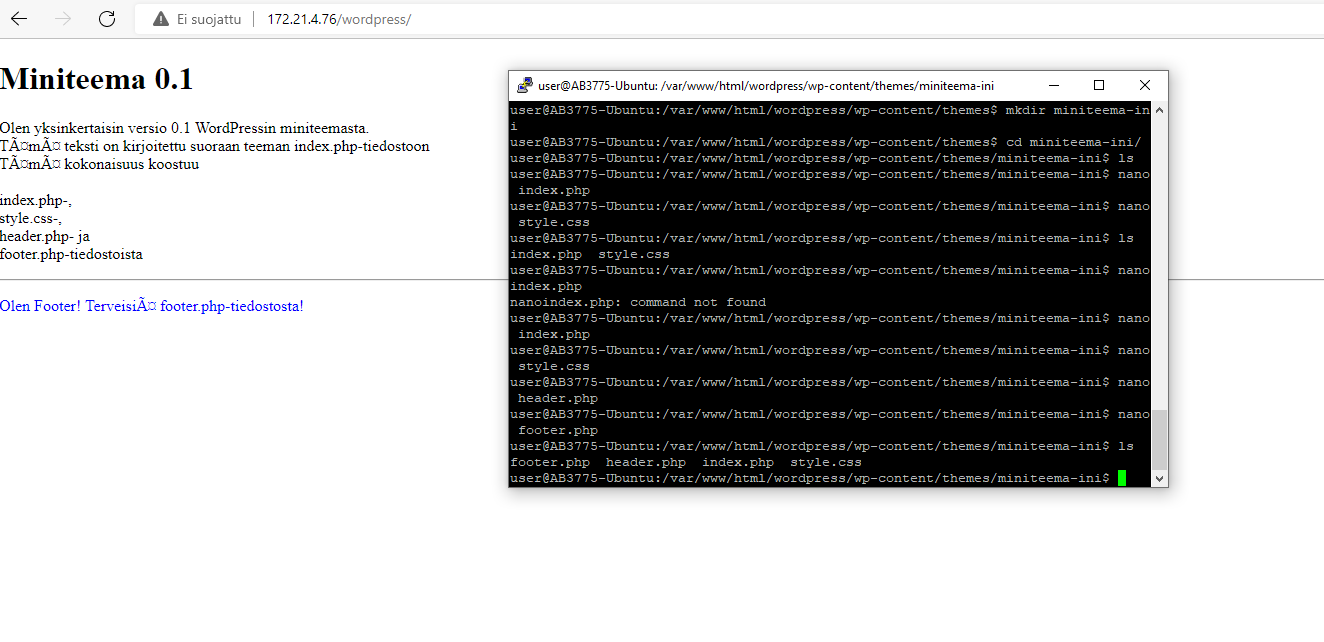 Ei suojattu
172.21.4.76/wordpress/
Miniteema 0.1
Olen yksinkertaisin versio 0.1 WordPressin miniteemasta.
TÃ¤mÃ¤ teksti on kirjoitettu suoraan teeman index.php-tiedostoon
TÃ¤mÃ¤ kokonaisuus koostuu
index.php-,
style.css-,
header.php- ja
footer.php-tiedostoista
Olen Footer! TerveisiÃ¤ footer.php-tiedostosta!
user@AB3775-Ubuntu: /var/www/html/wordpress/wp-content/themes/miniteema-ini
user@AB3775-Ubuntu:/var/www/html/wordpress/wp-content/themes$ mkdir miniteema-in
i
user@AB3775-Ubuntu:/var/www/html/wordpress/wp-content/themes$ cd miniteema-ini/
user@AB3775-Ubuntu:/var/www/html/wordpress/wp-content/themes/miniteema-ini$ ls
user@AB3775-Ubuntu:/var/www/html/wordpress/wp-content/themes/miniteema-ini$ nano
index.php
user@AB3775-Ubuntu:/var/www/html/wordpress/wp-content/themes/miniteema-ini$ nano
style.css
user@AB3775-Ubuntu:/var/www/html/wordpress/wp-content/themes/miniteema-ini$ ls
index.php  style.css
user@AB3775-Ubuntu:/var/www/html/wordpress/wp-content/themes/miniteema-ini$ nano
index.php
nanoindex.php: command not found
user@AB3775-Ubuntu:/var/www/html/wordpress/wp-content/themes/miniteema-ini$ nano
index.php
user@AB3775-Ubuntu:/var/www/html/wordpress/wp-content/themes/miniteema-ini$ nano
style.css
user@AB3775-Ubuntu:/var/www/html/wordpress/wp-content/themes/miniteema-ini$ nano
header.php
user@AB3775-Ubuntu:/var/www/html/wordpress/wp-content/themes/miniteema-ini$ nano
footer.php
user@AB3775-Ubuntu:/var/www/html/wordpress/wp-content/themes/miniteema-ini$ ls
footer.php  header.php  index.php  style.css
user@AB3775-Ubuntu:/var/www/html/wordpress/wp-content/themes/miniteema-ini$